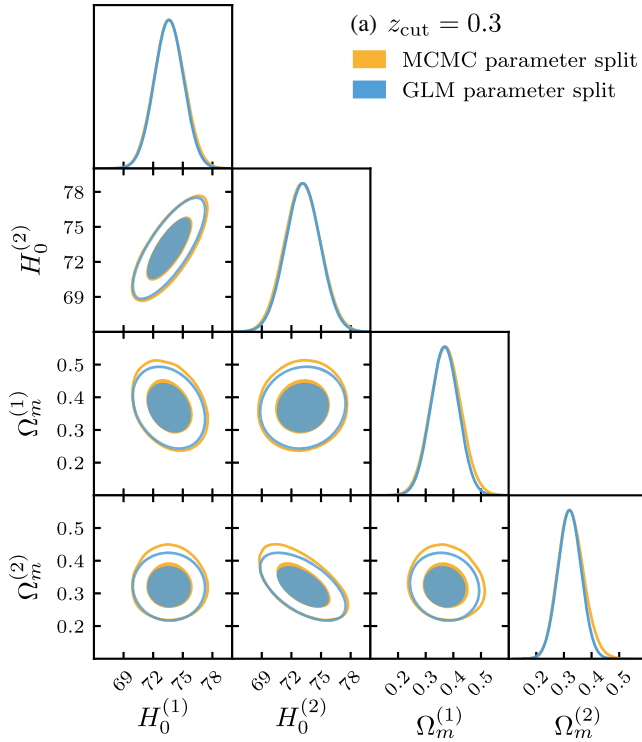 (a) z_cut = 0.3
MCMC parameter split
GLM parameter split
78
75
72
69
H_0^(2)
0.5
0.4
0.3
0.2
Ω_m^(1)
0.5
0.4
0.3
0.2
Ω_m^(2)
69 72 75 78 69 72 75 78 0.2 0.3 0.4 0.5 0.2 0.3 0.4 0.5
H_0^(1) H_0^(2) Ω_m^(1) Ω_m^(2)